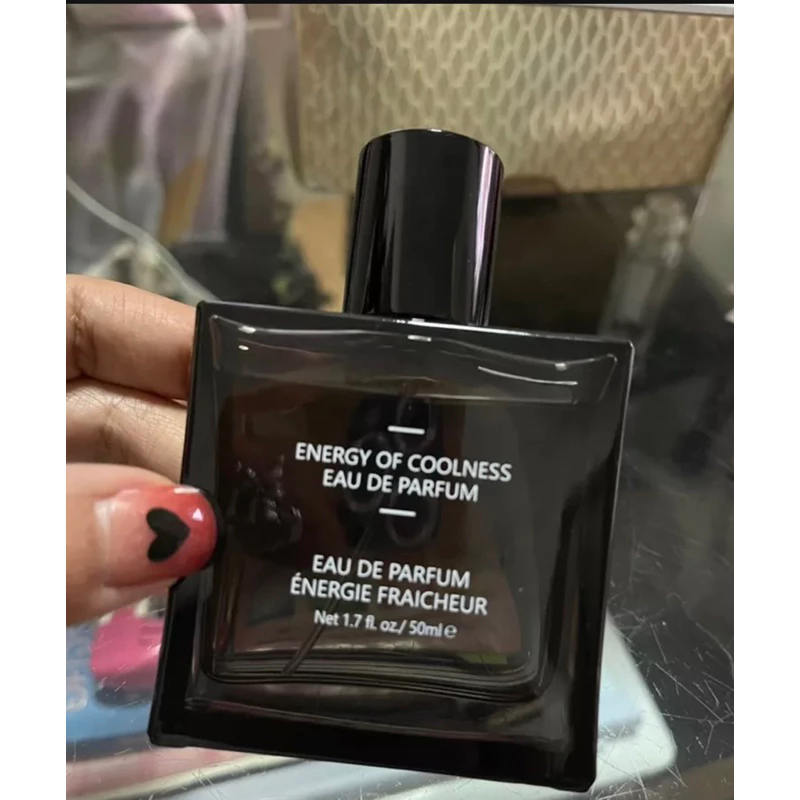 ENERGY OF COOLNESS
EAU DE PARFUM
EAU DE PARFUM
ÉNERGIE FRAICHEUR
Net 1.7 fl. oz./ 50ml ℮